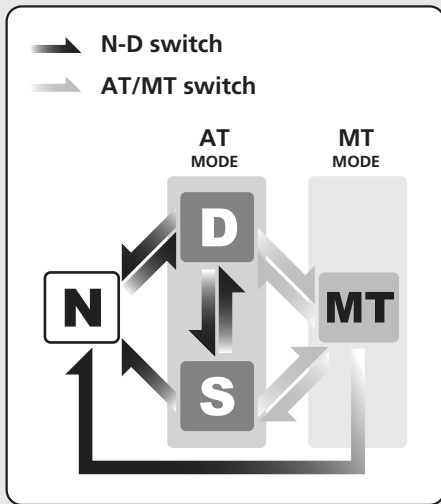 N-D switch
AT/MT switch
AT MT
MODE MODE
D
N MT
S